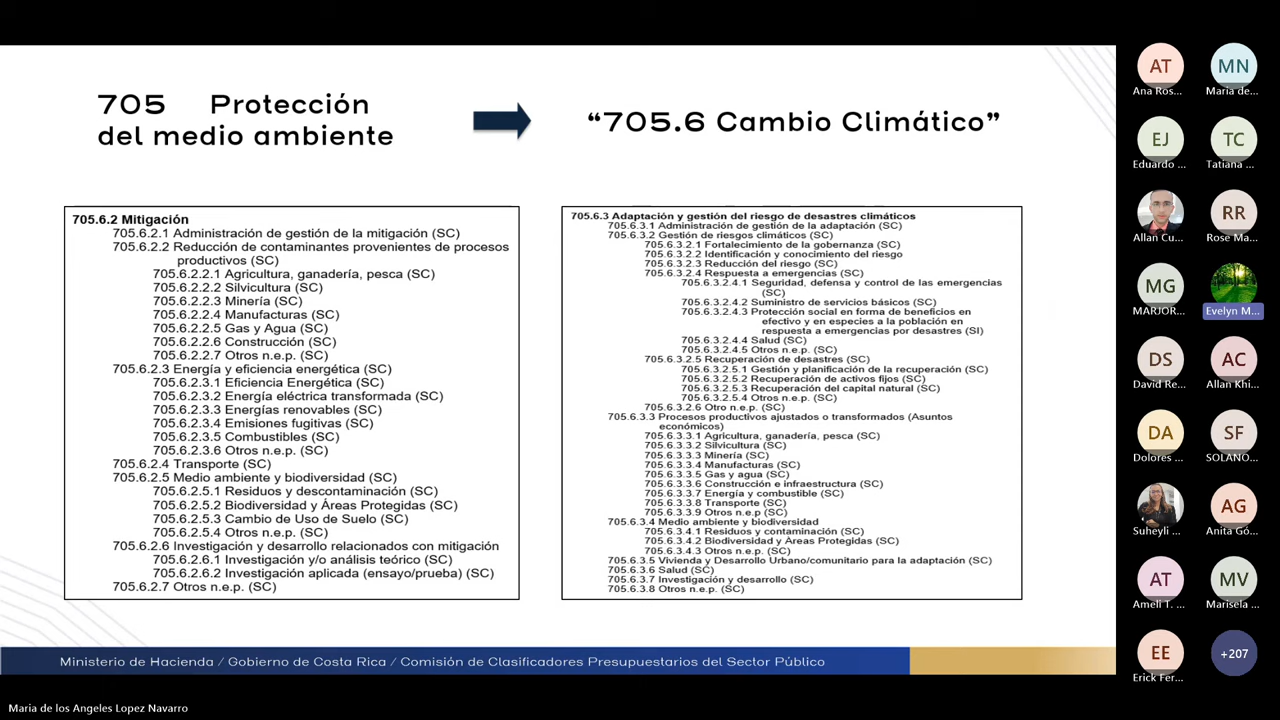 705 Protección
del medio ambiente
“705.6 Cambio Climático”
705.6.2 Mitigación
705.6.2.1 Administración de gestión de la mitigación (SC)
705.6.2.2 Reducción de contaminantes provenientes de procesos
productivos (SC)
705.6.2.2.1 Agricultura, ganadería, pesca (SC)
705.6.2.2.2 Silvicultura (SC)
705.6.2.2.3 Minería (SC)
705.6.2.2.4 Manufacturas (SC)
705.6.2.2.5 Gas y Agua (SC)
705.6.2.2.6 Construcción (SC)
705.6.2.2.7 Otros n.e.p. (SC)
705.6.2.3 Energía y eficiencia energética (SC)
705.6.2.3.1 Eficiencia Energética (SC)
705.6.2.3.2 Energía eléctrica transformada (SC)
705.6.2.3.3 Energías renovables (SC)
705.6.2.3.4 Emisiones fugitivas (SC)
705.6.2.3.5 Combustibles (SC)
705.6.2.3.6 Otros n.e.p. (SC)
705.6.2.4 Transporte (SC)
705.6.2.5 Medio ambiente y biodiversidad (SC)
705.6.2.5.1 Residuos y descontaminación (SC)
705.6.2.5.2 Biodiversidad y Áreas Protegidas (SC)
705.6.2.5.3 Cambio de Uso de Suelo (SC)
705.6.2.5.4 Otros n.e.p. (SC)
705.6.2.6 Investigación y desarrollo relacionados con mitigación
705.6.2.6.1 Investigación y/o análisis teórico (SC)
705.6.2.6.2 Investigación aplicada (ensayo/prueba) (SC)
705.6.2.7 Otros n.e.p. (SC)
705.6.3 Adaptación y gestión del riesgo de desastres climáticos
705.6.3.1 Administración de gestión de la adaptación (SC)
705.6.3.2 Gestión de riesgos climáticos (SC)
705.6.3.2.1 Fortalecimiento de la gobernanza (SC)
705.6.3.2.2 Identificación y conocimiento del riesgo
705.6.3.2.3 Reducción del riesgo (SC)
705.6.3.2.4 Respuesta a emergencias (SC)
705.6.3.2.4.1 Seguridad, defensa y control de las emergencias
(SC)
705.6.3.2.4.2 Suministro de servicios básicos (SC)
705.6.3.2.4.3 Protección social en forma de beneficios en
efectivo y en especies a la población en
respuesta a emergencias por desastres (SI)
705.6.3.2.4.4 Salud (SC)
705.6.3.2.4.5 Otros n.e.p. (SC)
705.6.3.2.5 Recuperación de desastres (SC)
705.6.3.2.5.1 Gestión y planificación de la recuperación (SC)
705.6.3.2.5.2 Recuperación de activos fijos (SC)
705.6.3.2.5.3 Recuperación del capital natural (SC)
705.6.3.2.5.4 Otros n.e.p. (SC)
705.6.3.2.6 Otro n.e.p. (SC)
705.6.3.3 Procesos productivos ajustados o transformados (Asuntos
económicos)
705.6.3.3.1 Agricultura, ganadería, pesca (SC)
705.6.3.3.2 Silvicultura (SC)
705.6.3.3.3 Minería (SC)
705.6.3.3.4 Manufacturas (SC)
705.6.3.3.5 Gas y agua (SC)
705.6.3.3.6 Construcción e infraestructura (SC)
705.6.3.3.7 Energía y combustible (SC)
705.6.3.3.8 Transporte (SC)
705.6.3.3.9 Otros n.e.p (SC)
705.6.3.4 Medio ambiente y biodiversidad
705.6.3.4.1 Residuos y contaminación (SC)
705.6.3.4.2 Biodiversidad y Áreas Protegidas (SC)
705.6.3.4.3 Otros n.e.p. (SC)
705.6.3.5 Vivienda y Desarrollo Urbano/comunitario para la adaptación (SC)
705.6.3.6 Salud (SC)
705.6.3.7 Investigación y desarrollo (SC)
705.6.3.8 Otros n.e.p. (SC)
Ministerio de Hacienda / Gobierno de Costa Rica / Comisión de Clasificadores Presupuestarios del Sector Público
Maria de los Angeles Lopez Navarro
AT
Ana Ros...
MN
Maria de...
EJ
Eduardo ...
TC
Tatiana ...
Allan Cu...
RR
Rose Ma...
MG
MARJOR...
Evelyn M...
DS
David Re...
AC
Allan Khi...
DA
Dolores ...
SF
SOLANO...
Suheyli ...
AG
Anita Gó...
AT
Ameli T. ...
MV
Marisela ...
EE
Erick Fer...
+207